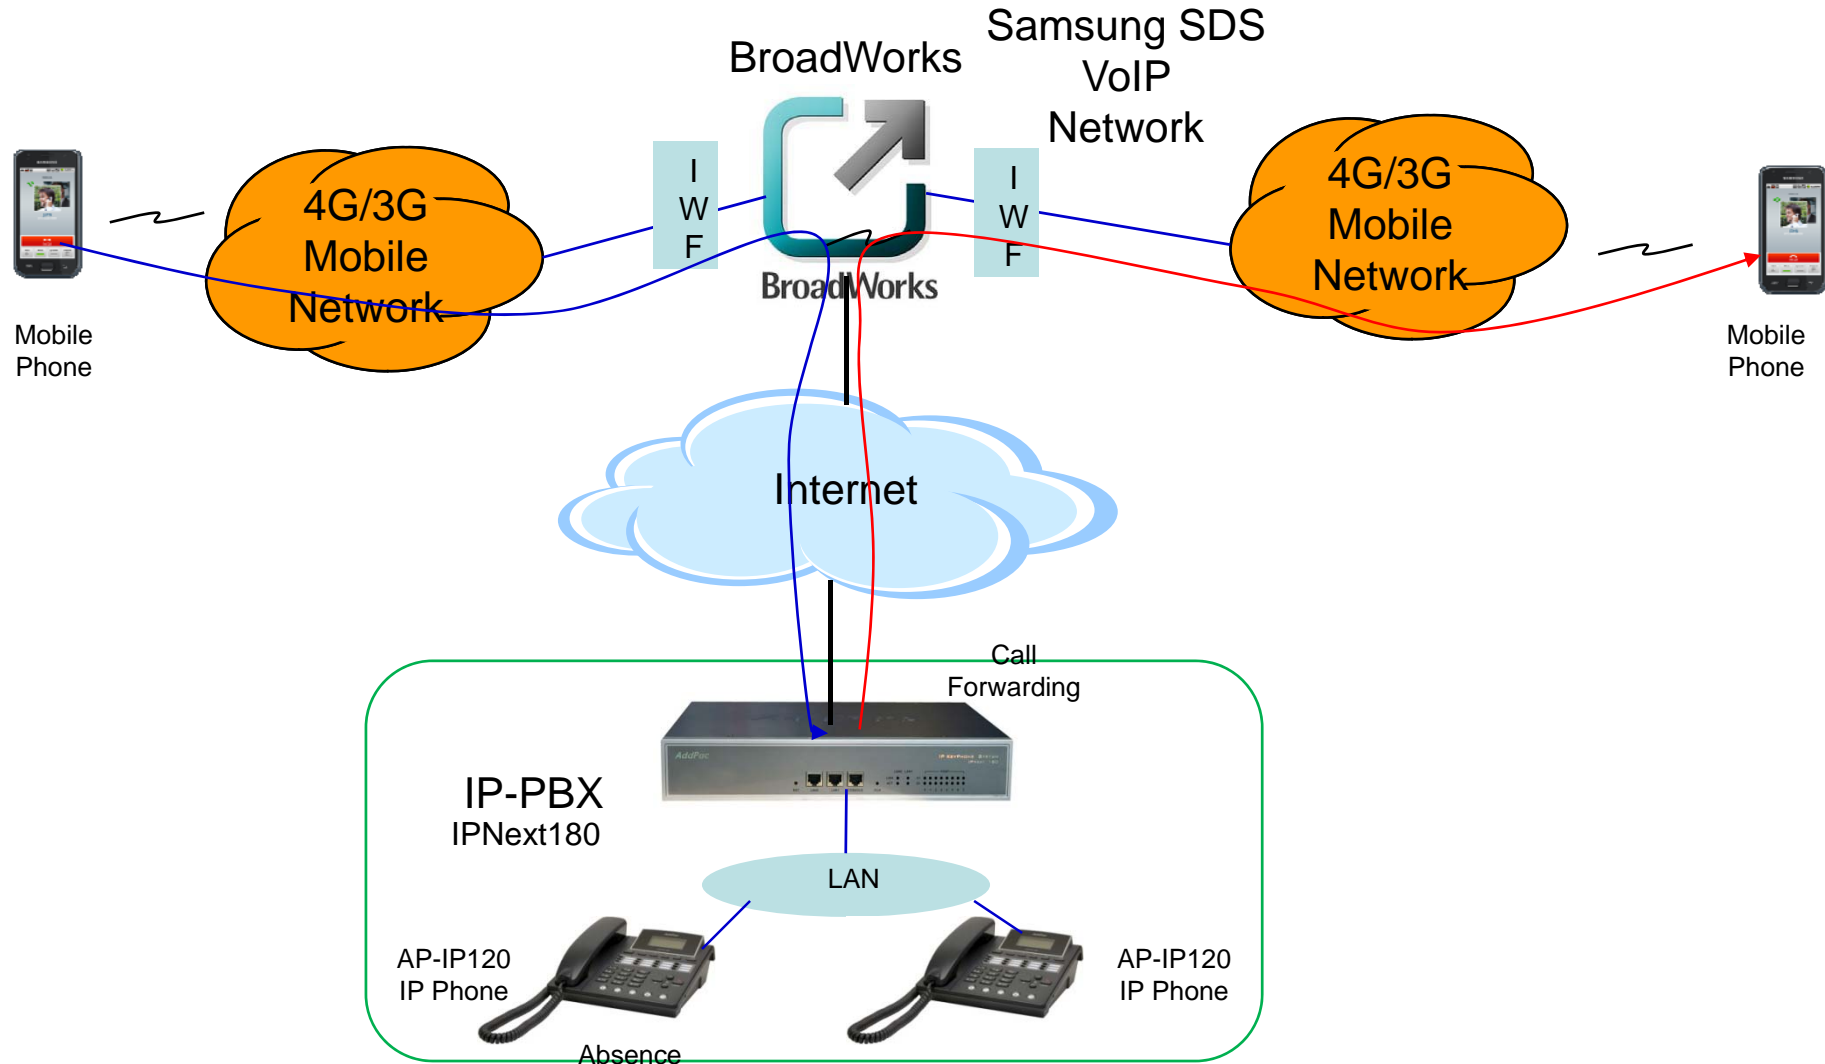 Samsung SDS
VoIP
Network
BroadWorks
I
W
F
I
W
F
4G/3G
Mobile
Network
4G/3G
Mobile
Network
BroadWorks
Mobile
Phone
Mobile
Phone
Internet
Call
Forwarding
AddPac
IP-PBX
IPNext180
LAN
AP-IP120
IP Phone
AP-IP120
IP Phone
Absence